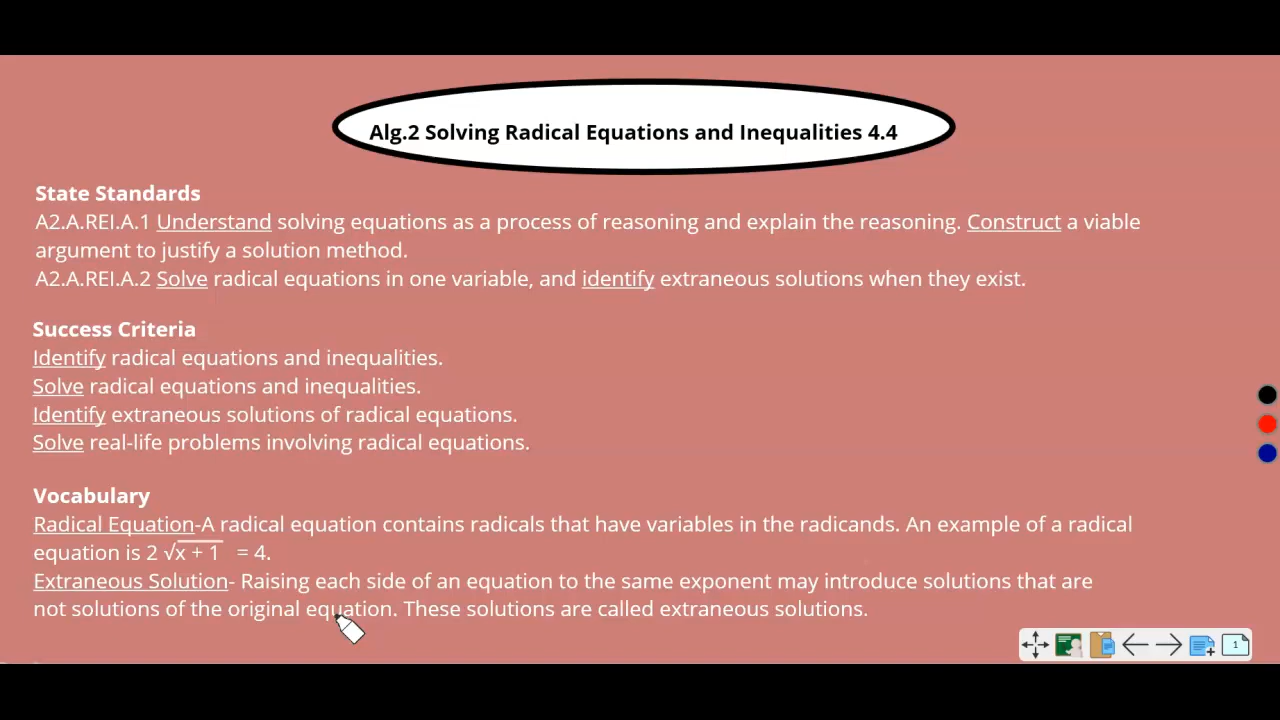 Alg.2 Solving Radical Equations and Inequalities 4.4
State Standards
A2.A.REI.A.1 Understand solving equations as a process of reasoning and explain the reasoning. Construct a viable
argument to justify a solution method.
A2.A.REI.A.2 Solve radical equations in one variable, and identify extraneous solutions when they exist.
Success Criteria
Identify radical equations and inequalities.
Solve radical equations and inequalities.
Identify extraneous solutions of radical equations.
Solve real-life problems involving radical equations.
Vocabulary
Radical Equation-A radical equation contains radicals that have variables in the radicands. An example of a radical
equation is 2 √x + 1 = 4.
Extraneous Solution- Raising each side of an equation to the same exponent may introduce solutions that are
not solutions of the original equation. These solutions are called extraneous solutions.
1